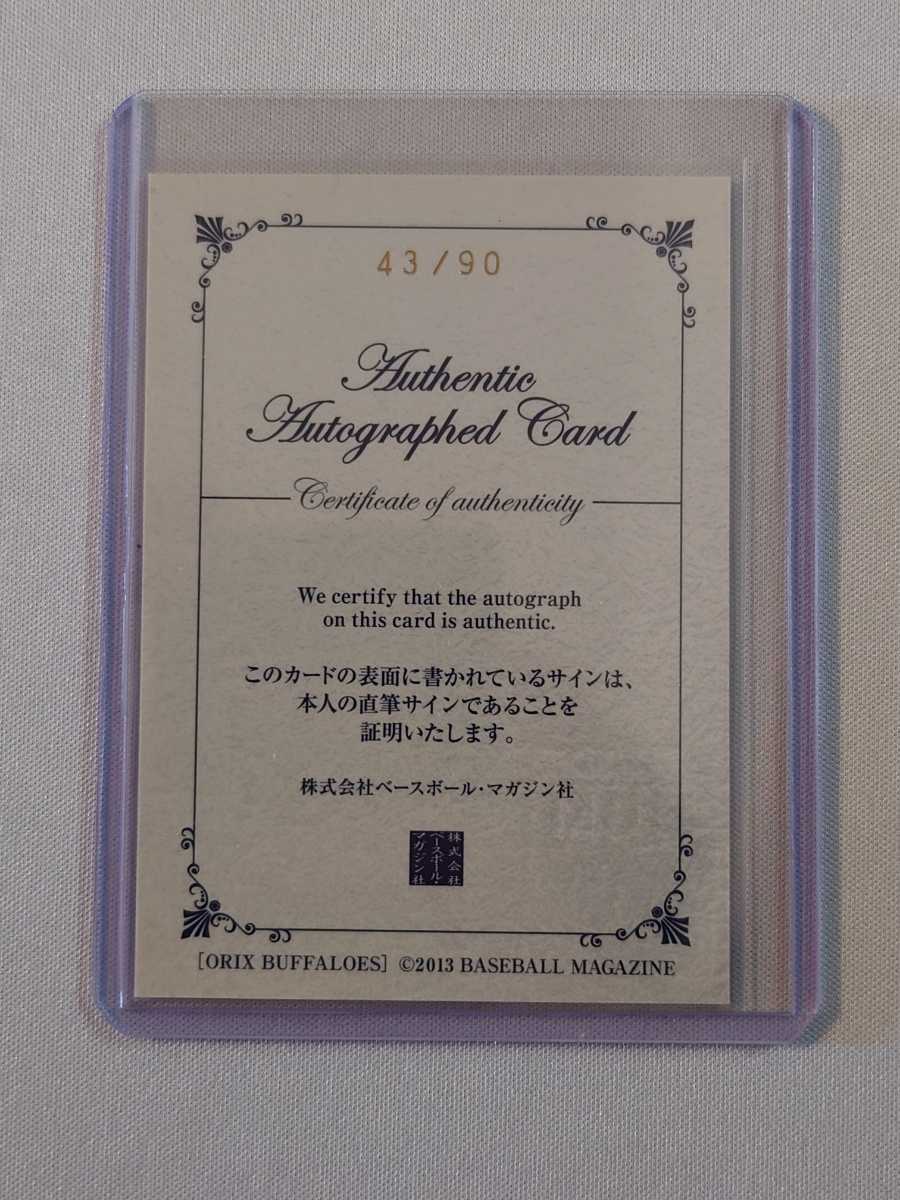 43/90
Authentic
Autographed Card
Certificate of authenticity
We certify that the autograph
on this card is authentic.
このカードの表面に書かれているサインは、
本人の直筆サインであることを
証明いたします。
株式会社ベースボール・マガジン社
株式会社
ベースボール・
マガジン社
[ORIX BUFFALOES] ©2013 BASEBALL MAGAZINE